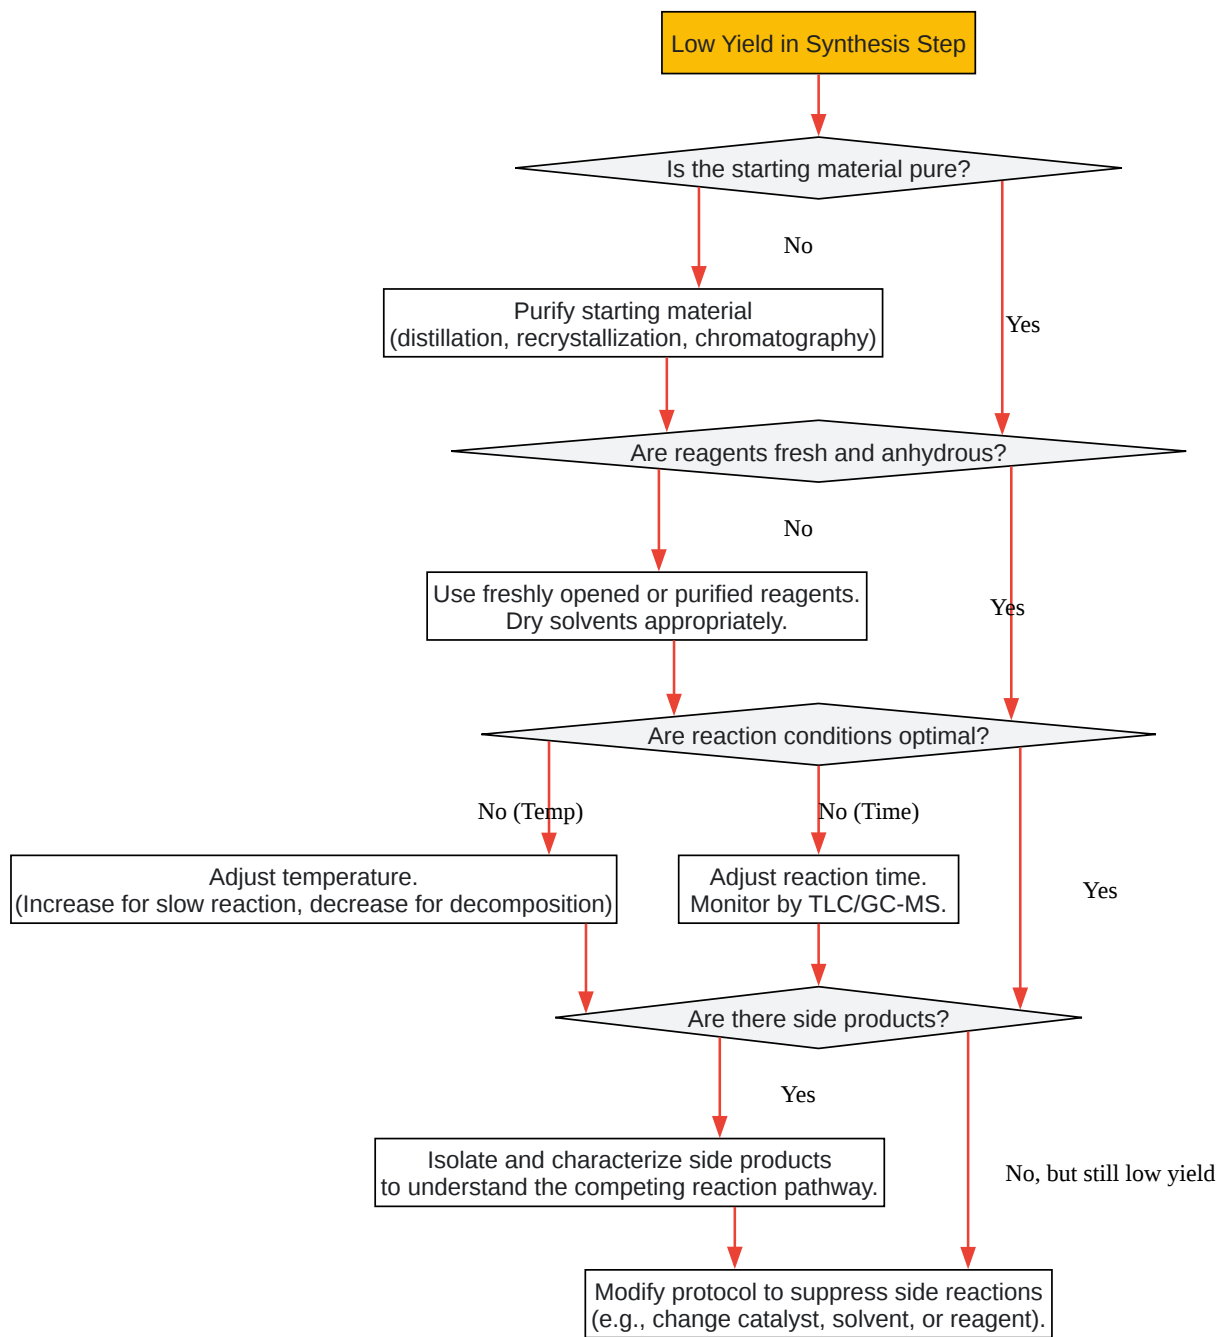 Low Yield in Synthesis Step
Is the starting material pure?
No
Purify starting material
(distillation, recrystallization, chromatography)
Yes
Are reagents fresh and anhydrous?
No
Use freshly opened or purified reagents.
Dry solvents appropriately.
Yes
Are reaction conditions optimal?
No (Temp)
No (Time)
Adjust temperature.
(Increase for slow reaction, decrease for decomposition)
Adjust reaction time.
Monitor by TLC/GC-MS.
Yes
Are there side products?
Yes
Isolate and characterize side products
to understand the competing reaction pathway.
No, but still low yield
Modify protocol to suppress side reactions
(e.g., change catalyst, solvent, or reagent).